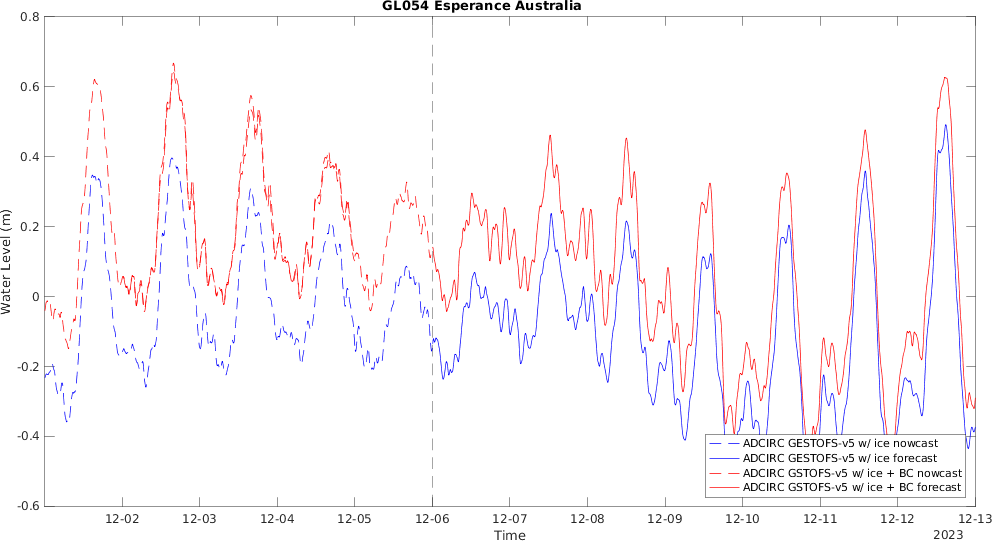 GL054 Esperance Australia
0.8
0.6
0.4
0.2
0
-0.2
-0.4
-0.6
Water Level (m)
ADCIRC GESTOFS-v5 w/ ice nowcast
ADCIRC GESTOFS-v5 w/ ice forecast
ADCIRC GSTOFS-v5 w/ ice + BC nowcast
ADCIRC GSTOFS-v5 w/ ice + BC forecast
12-02 12-03 12-04 12-05 12-06 12-07 12-08 12-09 12-10 12-11 12-12 12-13
Time
2023